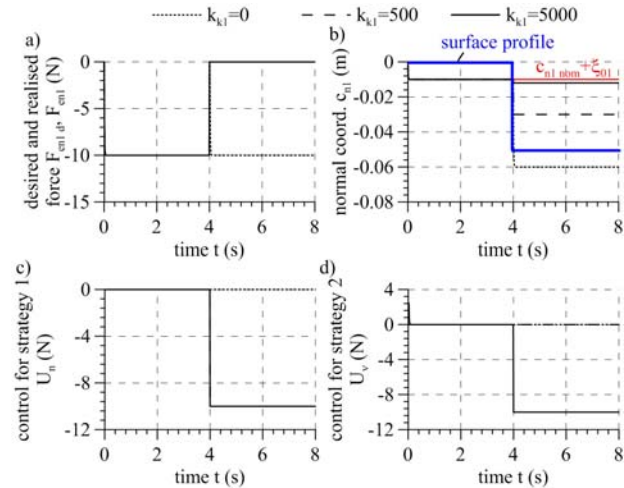 k_k1=0 k_k1=500 k_k1=5000
a)
desired and realised
force F_en1 d, F_en1 (N)
0
-5
-10
-15
0 2 4 6 8
time t (s)
b)
surface profile
c_n1 nom+ξ_01
normal coord. c_n1 (m)
0
-0.02
-0.04
-0.06
-0.08
0 2 4 6 8
time t (s)
c)
control for strategy 1
U_n (N)
0
-4
-8
-12
0 2 4 6 8
time t (s)
d)
control for strategy 2
U_v (N)
4
0
-4
-8
-12
0 2 4 6 8
time t (s)